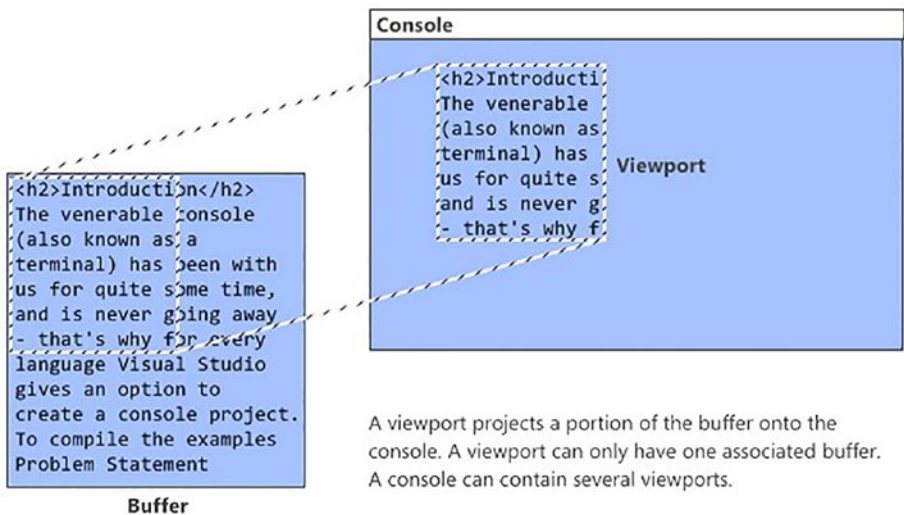 Console
<h2>Introducti
The venerable
(also known as
terminal) has
us for quite s
and is never g
- that's why f
Viewport
<h2>Introduction</h2>
The venerable console
(also known as a
terminal) has been with
us for quite some time,
and is never going away
- that's why for every
language Visual Studio
gives an option to
create a console project.
To compile the examples
Problem Statement
Buffer
A viewport projects a portion of the buffer onto the
console. A viewport can only have one associated buffer.
A console can contain several viewports.